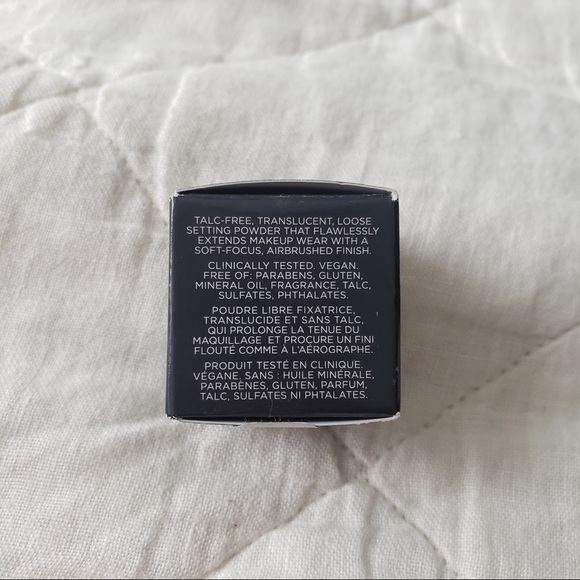 TALC-FREE, TRANSLUCENT, LOOSE
SETTING POWDER THAT FLAWLESSLY
EXTENDS MAKEUP WEAR WITH A
SOFT-FOCUS, AIRBRUSHED FINISH.
CLINICALLY TESTED. VEGAN.
FREE OF: PARABENS, GLUTEN,
MINERAL OIL, FRAGRANCE, TALC,
SULFATES, PHTHALATES.
POUDRE LIBRE FIXATRICE,
TRANSLUCIDE ET SANS TALC,
QUI PROLONGE LA TENUE DU
MAQUILLAGE ET PROCURE UN FINI
FLOUTÉ COMME À L'AÉROGRAPHE.
PRODUIT TESTÉ EN CLINIQUE.
VÉGANE. SANS : HUILE MINÉRALE,
PARABÈNES, GLUTEN, PARFUM,
TALC, SULFATES NI PHTALATES.